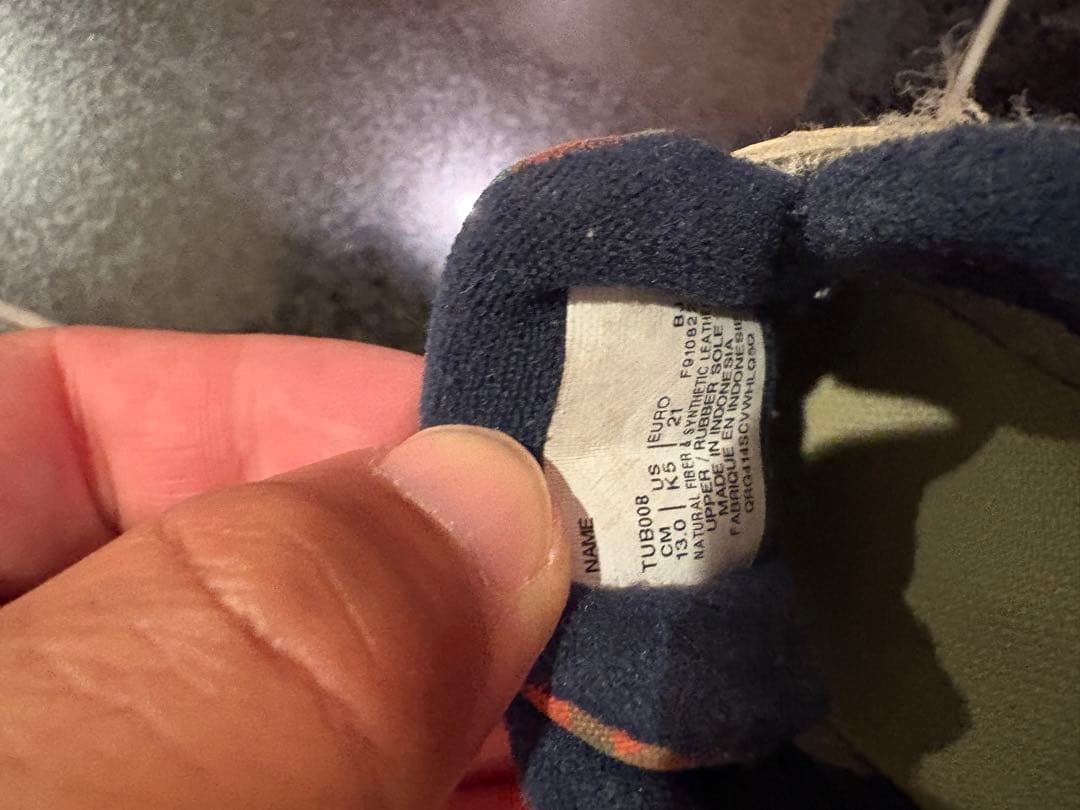 NAME
TUB008
CM | US | EURO
13.0 | K5 | 21
NATURAL FIBER & SYNTHETIC LEATHER
UPPER / RUBBER SOLE
MADE IN INDONESIA
FABRIQUE EN INDONESIE